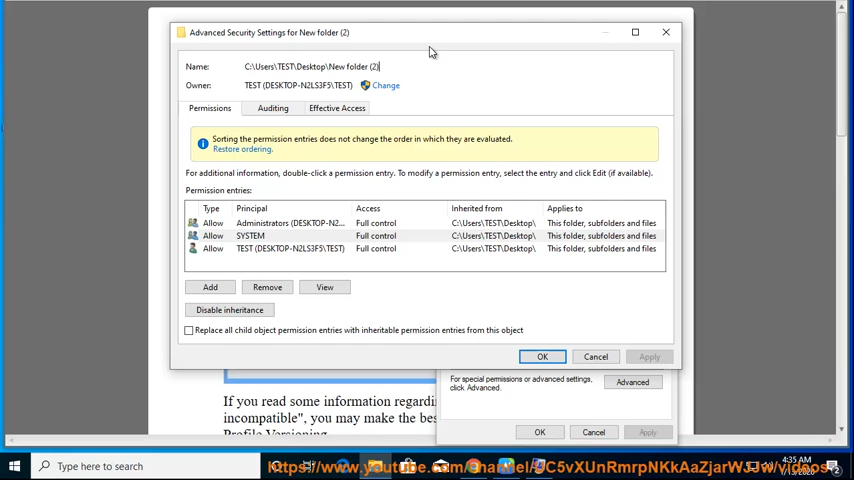 Advanced Security Settings for New folder (2)
Name: C:\Users\TEST\Desktop\New folder (2)
Owner: TEST (DESKTOP-N2LS3F5\TEST) Change
Permissions Auditing Effective Access
Sorting the permission entries does not change the order in which they are evaluated.
Restore ordering.
For additional information, double-click a permission entry. To modify a permission entry, select the entry and click Edit (if available).
Permission entries:
Type Principal Access Inherited from Applies to
Allow Administrators (DESKTOP-N2... Full control C:\Users\TEST\Desktop\ This folder, subfolders and files
Allow SYSTEM Full control C:\Users\TEST\Desktop\ This folder, subfolders and files
Allow TEST (DESKTOP-N2LS3F5\TEST) Full control C:\Users\TEST\Desktop\ This folder, subfolders and files
Add Remove View
Disable inheritance
Replace all child object permission entries with inheritable permission entries from this object
OK Cancel Apply
For special permissions or advanced settings,
click Advanced.
Advanced
If you read some information regardi
incompatible", you may make the bes
Profile Versioning
OK Cancel Apply
Type here to search
4:35 AM